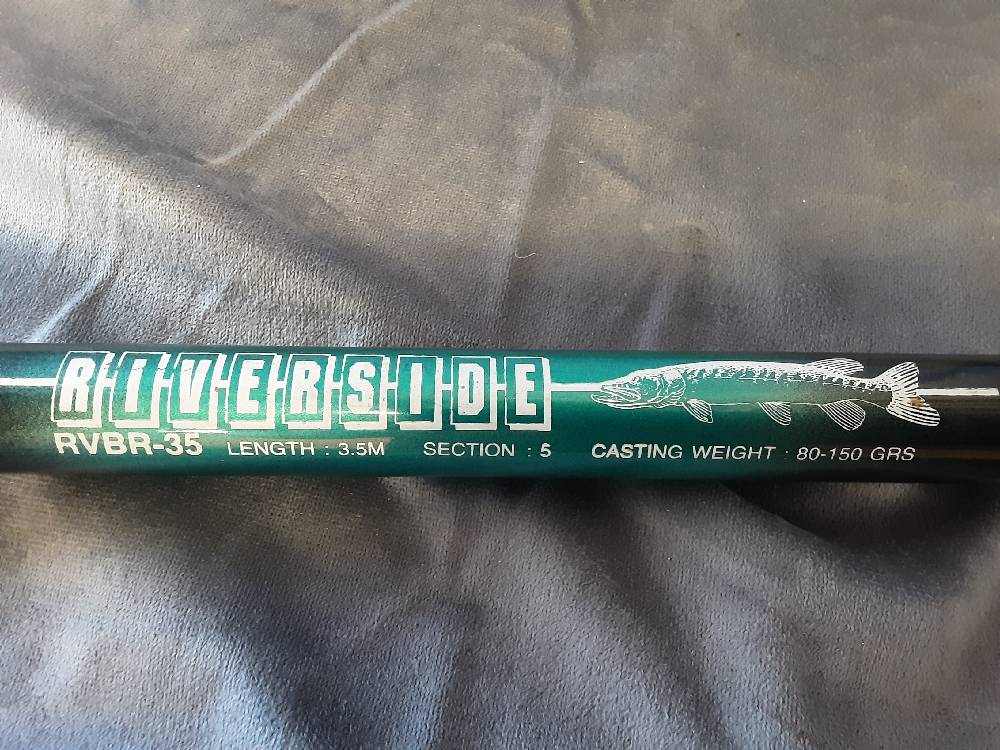 RIVERSIDE
RVBR-35 LENGTH : 3.5M SECTION : 5 CASTING WEIGHT : 80-150 GRS